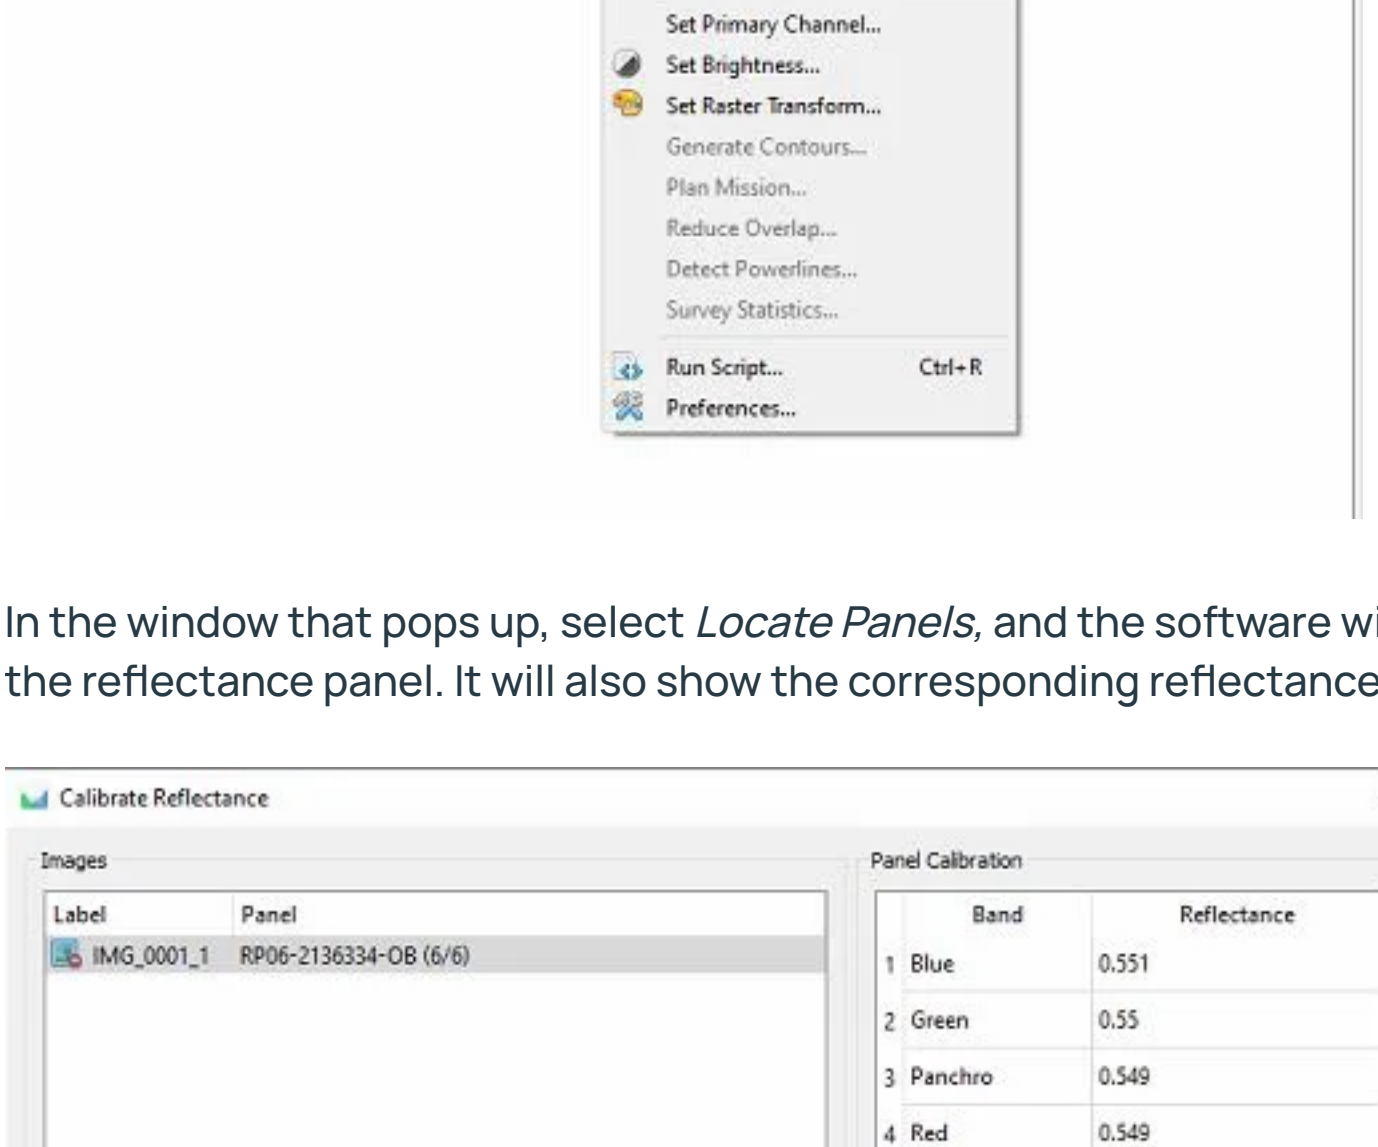 Set Primary Channel...
Set Brightness...
Set Raster Transform...
Generate Contours...
Plan Mission...
Reduce Overlap...
Detect Powerlines...
Survey Statistics...
Run Script... Ctrl+R
Preferences...
In the window that pops up, select Locate Panels, and the software wi
the reflectance panel. It will also show the corresponding reflectance
Calibrate Reflectance
Images
Label Panel
IMG_0001_1 RP06-2136334-OB (6/6)
Panel Calibration
Band Reflectance
1 Blue 0.551
2 Green 0.55
3 Panchro 0.549
4 Red 0.549